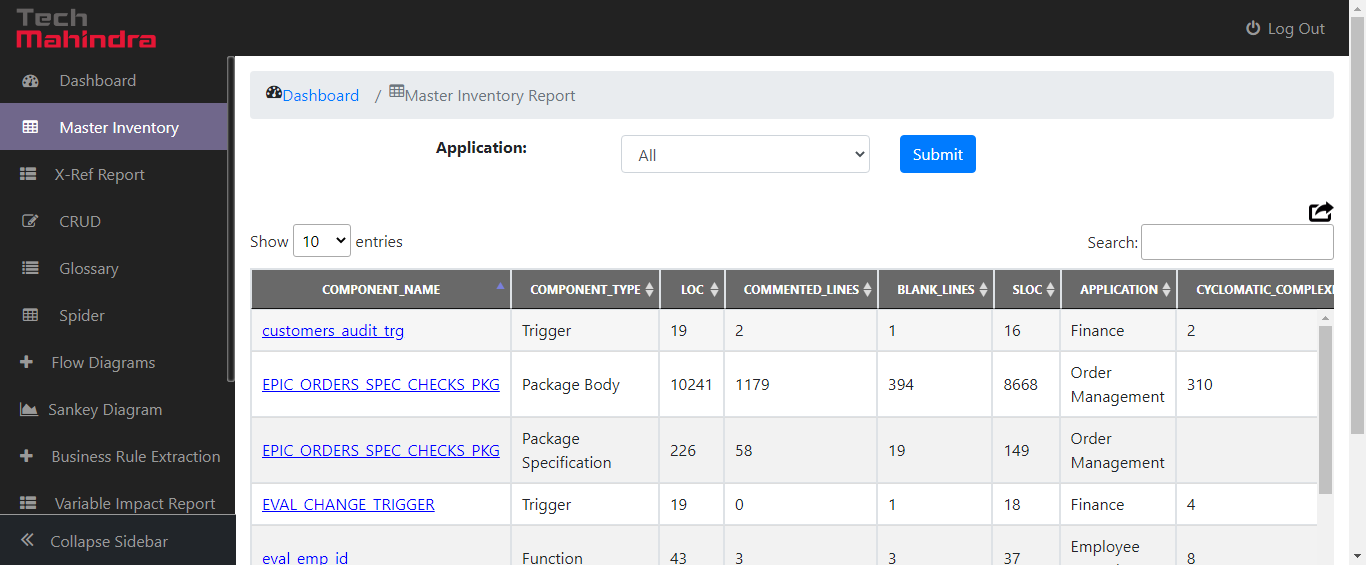 Tech
Mahindra
Log Out
Dashboard
Master Inventory
X-Ref Report
CRUD
Glossary
Spider
Flow Diagrams
Sankey Diagram
Business Rule Extraction
Variable Impact Report
Collapse Sidebar
Dashboard / Master Inventory Report
Application: All Submit
Show 10 entries
Search:
COMPONENT_NAME COMPONENT_TYPE LOC COMMENTED_LINES BLANK_LINES SLOC APPLICATION CYCLOMATIC_COMPLEXI
customers_audit_trg Trigger 19 2 1 16 Finance 2
EPIC_ORDERS_SPEC_CHECKS_PKG Package Body 10241 1179 394 8668 Order Management 310
EPIC_ORDERS_SPEC_CHECKS_PKG Package Specification 226 58 19 149 Order Management
EVAL_CHANGE_TRIGGER Trigger 19 0 1 18 Finance 4
eval_emp_id Function 43 3 3 37 Employee 8